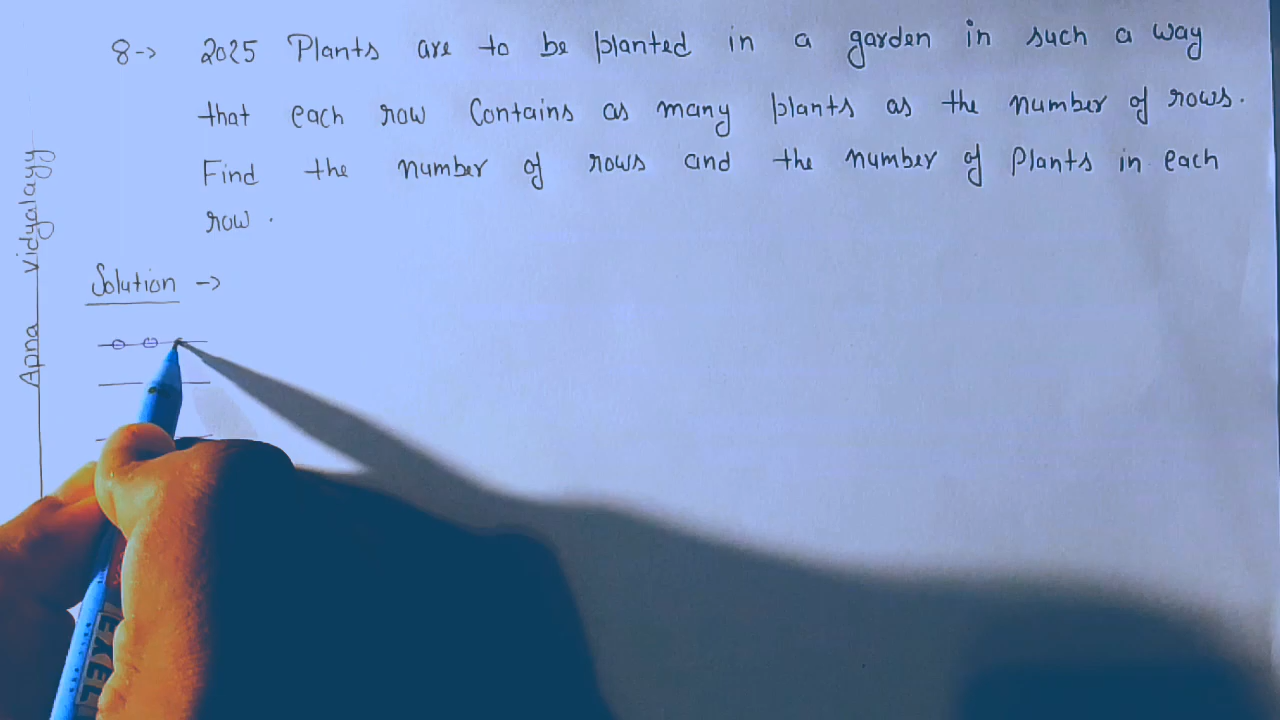 8-> 2025 Plants are to be planted in a garden in such a way
that each row Contains as many plants as the number of rows.
Find the number of rows and the number of Plants in each
row.
Solution ->
Apna vidyalayy